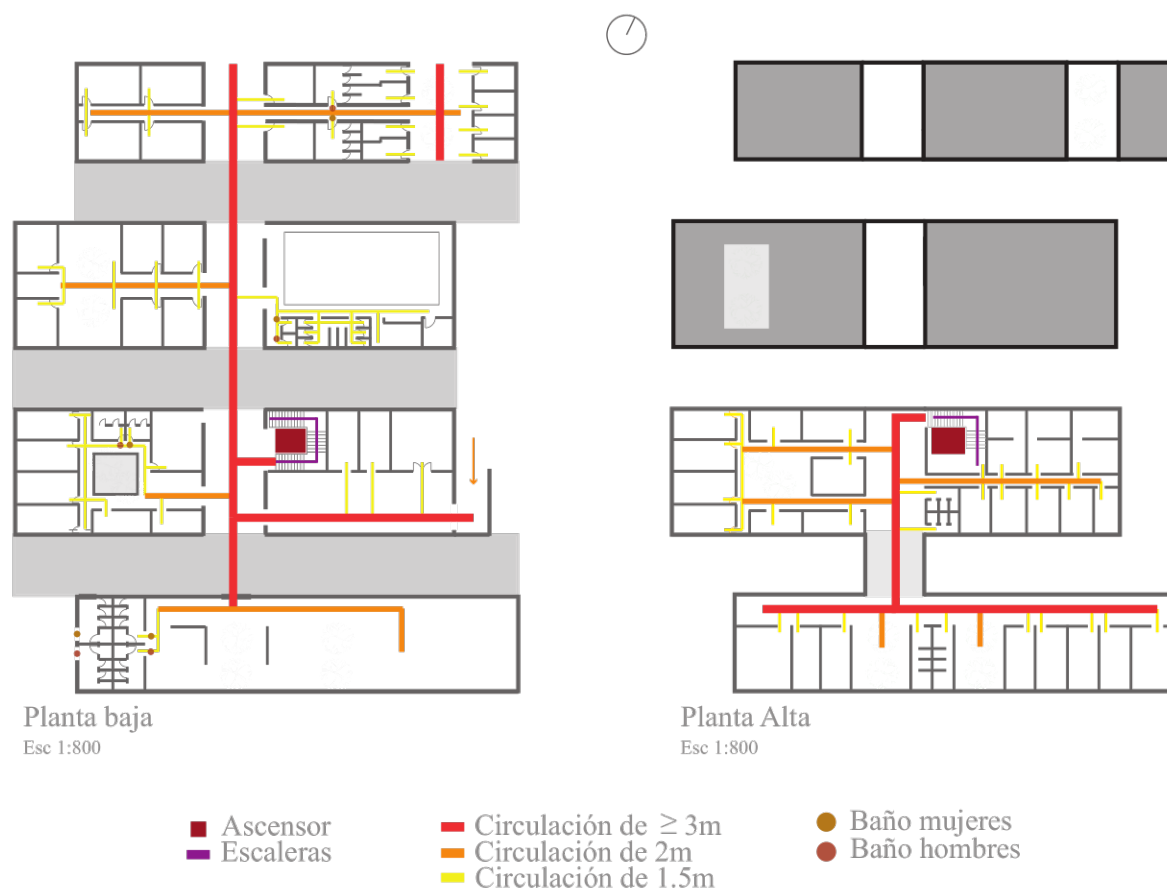 Planta baja
Esc 1:800
Planta Alta
Esc 1:800
Ascensor
Escaleras
Circulación de ≥ 3m
Circulación de 2m
Circulación de 1.5m
Baño mujeres
Baño hombres